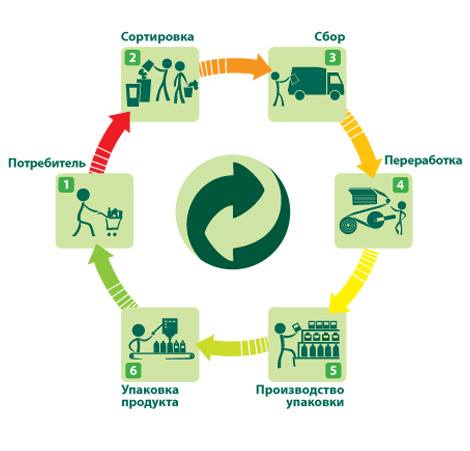 Сортировка
2
Сбор
3
Потребитель
1
Переработка
4
6
Упаковка
продукта
5
Производство
упаковки